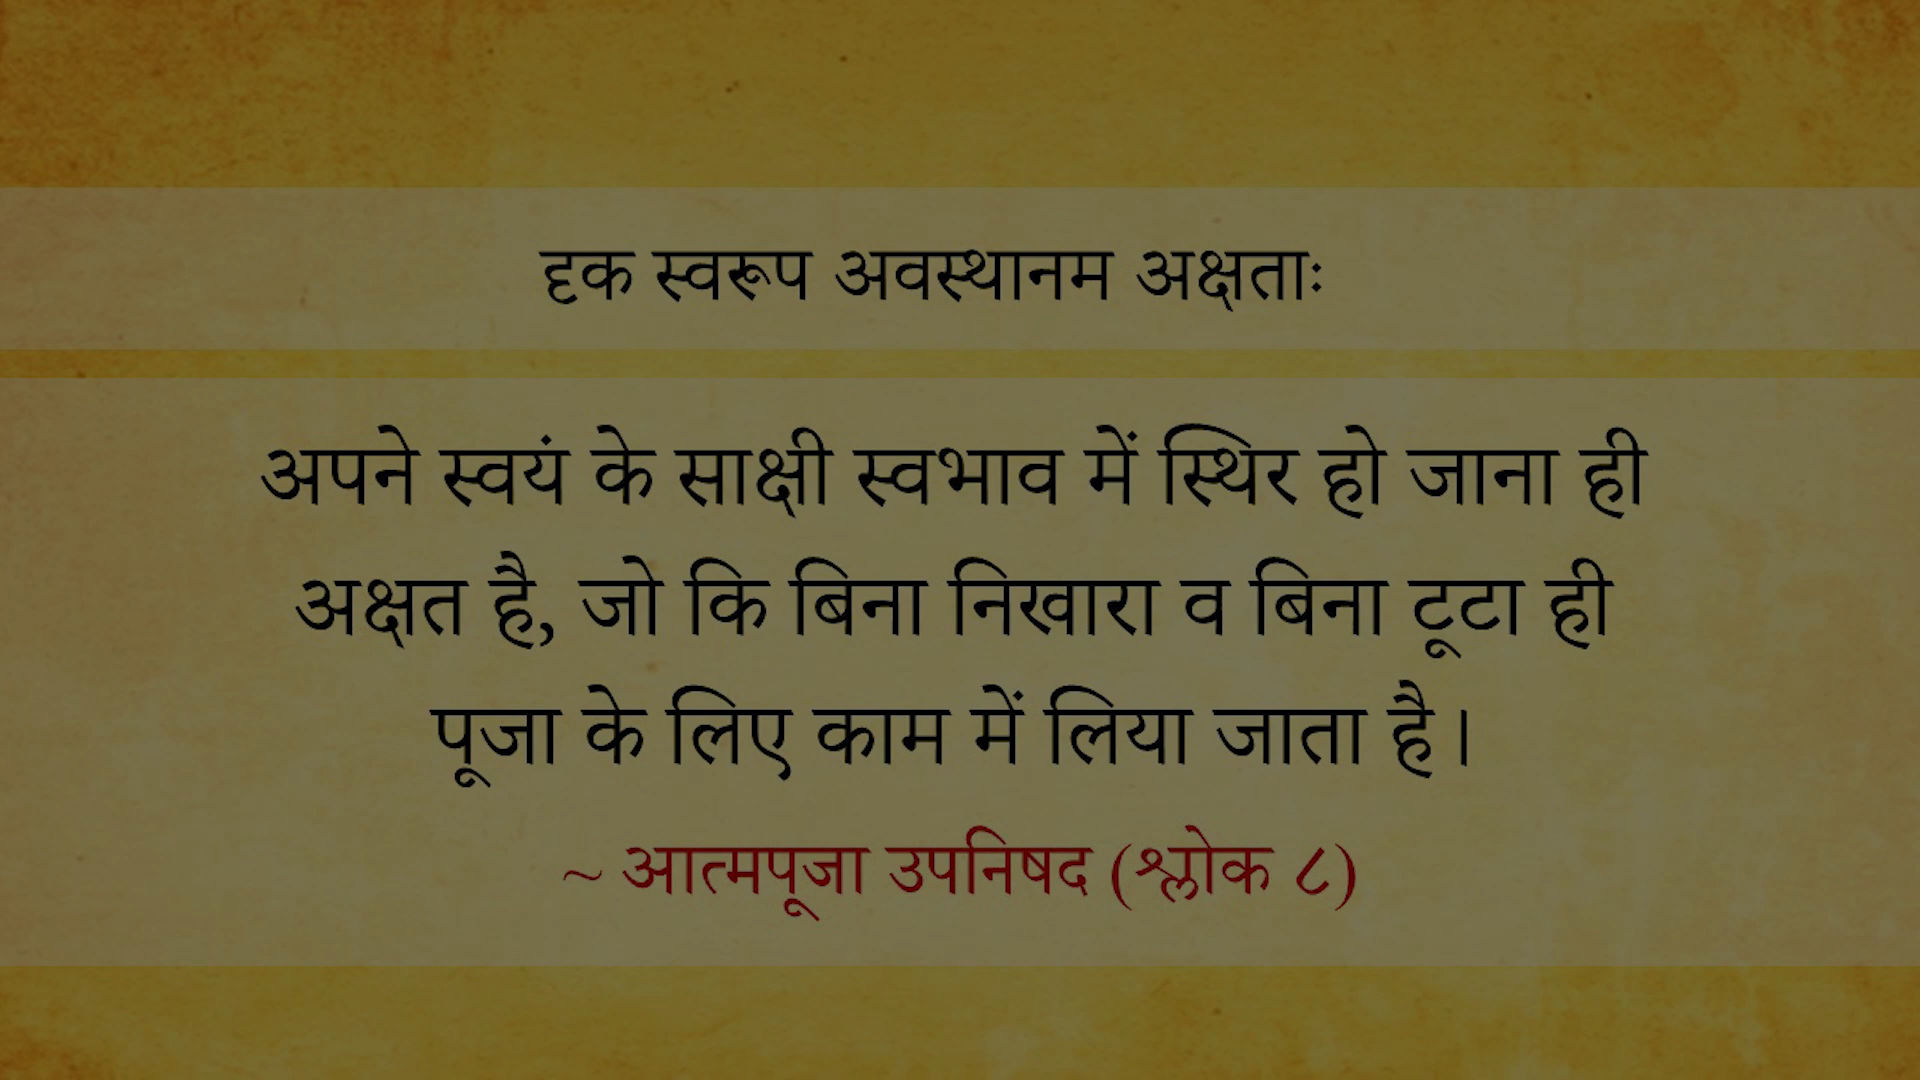 दृक स्वरूप अवस्थानम अक्षताः
अपने स्वयं के साक्षी स्वभाव में स्थिर हो जाना ही
अक्षत है, जो कि बिना निखारा व बिना टूटा ही
पूजा के लिए काम में लिया जाता है।
~ आत्मपूजा उपनिषद (श्लोक ८)